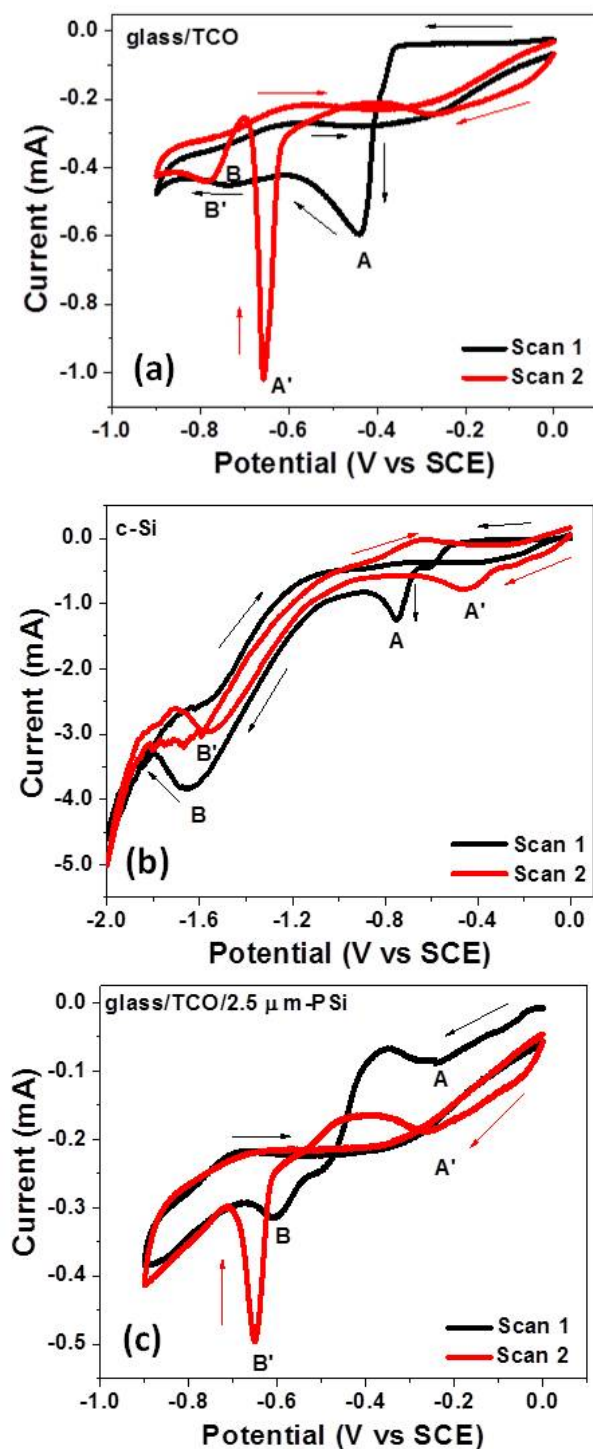 glass/TCO
0.0
-0.2
-0.4
-0.6
-0.8
-1.0
Current (mA)
B
B'
A
A'
(a)
Scan 1
Scan 2
-1.0 -0.8 -0.6 -0.4 -0.2 0.0
Potential (V vs SCE)
c-Si
0.0
-1.0
-2.0
-3.0
-4.0
-5.0
Current (mA)
A
A'
B'
B
(b)
Scan 1
Scan 2
-2.0 -1.6 -1.2 -0.8 -0.4 0.0
Potential (V vs SCE)
glass/TCO/2.5 μ m-PSi
0.0
-0.1
-0.2
-0.3
-0.4
-0.5
Current (mA)
A
A'
B
B'
(c)
Scan 1
Scan 2
-1.0 -0.8 -0.6 -0.4 -0.2 0.0
Potential (V vs SCE)